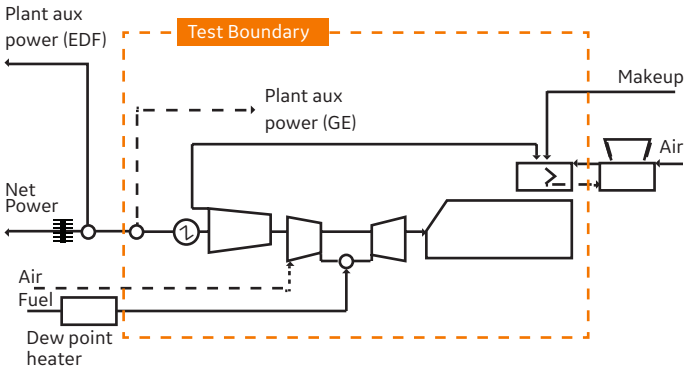 Plant aux
power (EDF)
Test Boundary
Plant aux
power (GE)
Makeup
Air
Net
Power
Air
Fuel
Dew point
heater